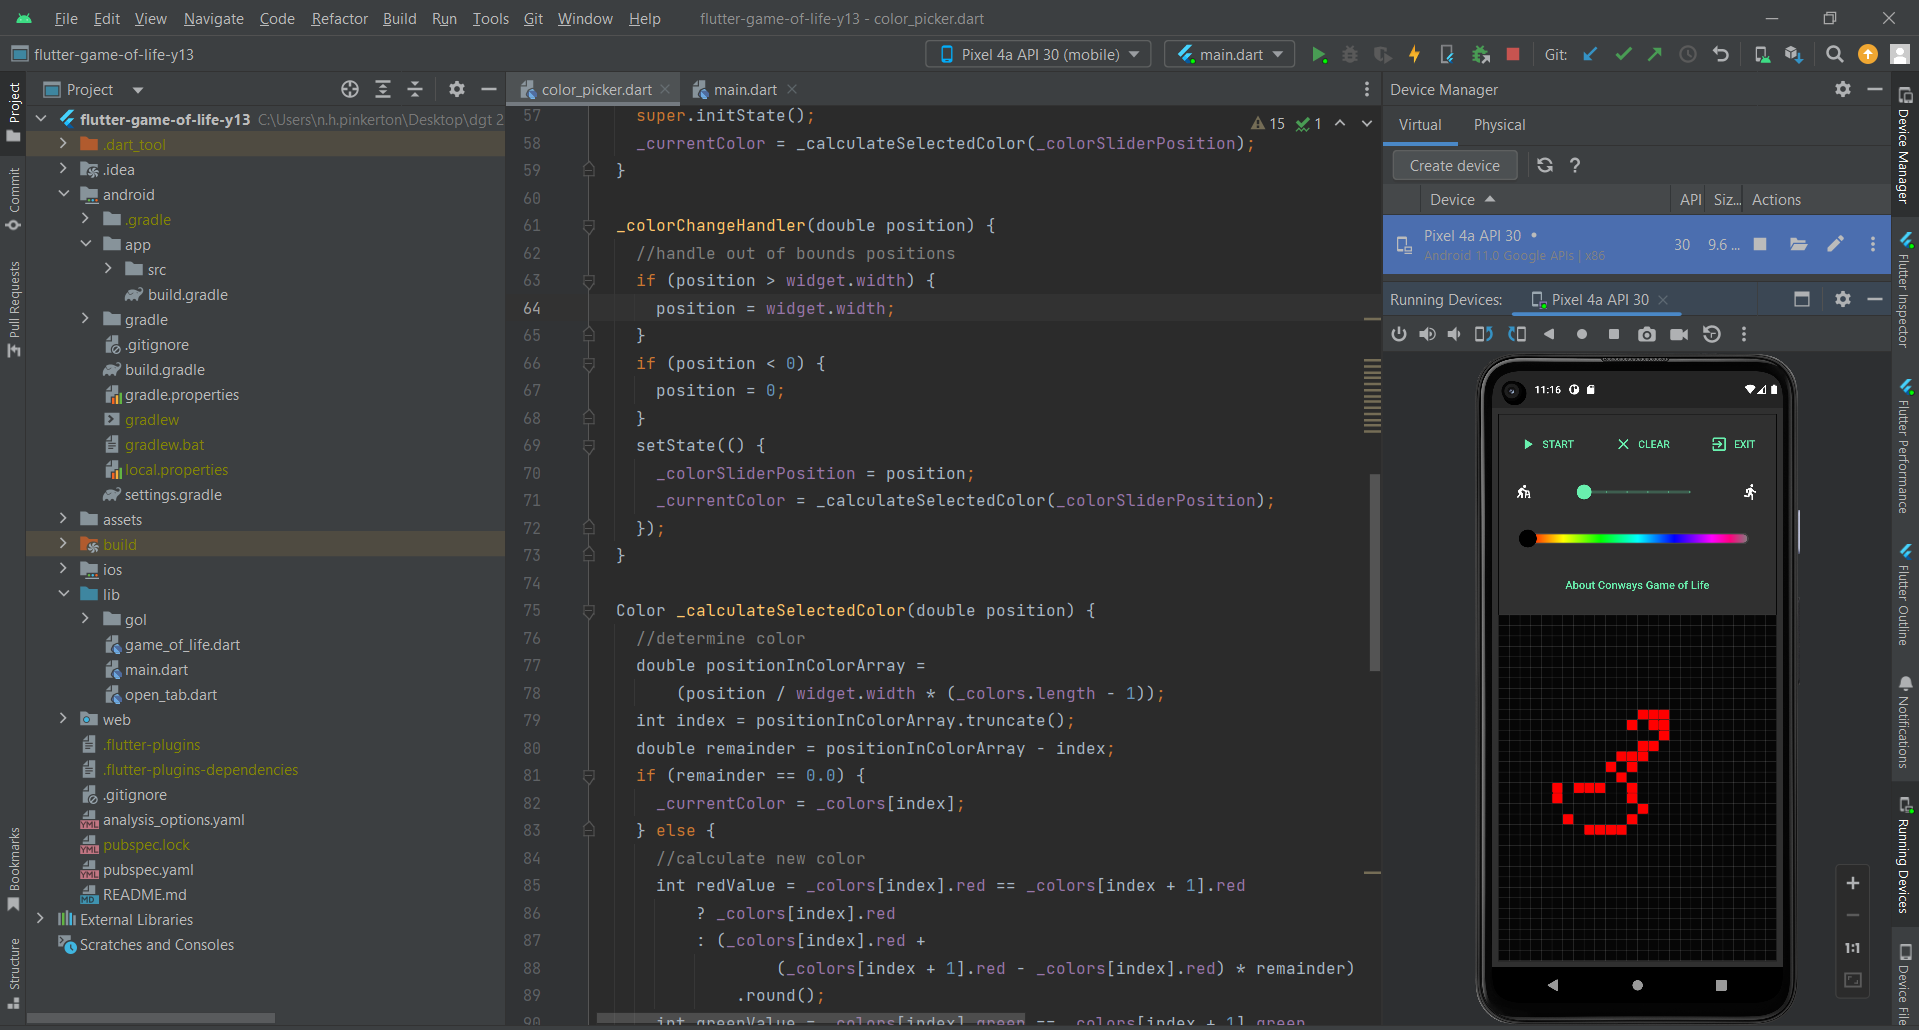 File Edit View Navigate Code Refactor Build Run Tools Git Window Help flutter-game-of-life-y13 - color_picker.dart
flutter-game-of-life-y13 Pixel 4a API 30 (mobile) main.dart Git:
Project
color_picker.dart main.dart
Device Manager
flutter-game-of-life-y13 C:\Users\n.h.pinkerton\Desktop\dgt 2
.dart_tool
.idea
android
.gradle
app
src
build.gradle
gradle
.gitignore
build.gradle
gradle.properties
gradlew
gradlew.bat
local.properties
settings.gradle
assets
build
ios
lib
gol
game_of_life.dart
main.dart
open_tab.dart
web
.flutter-plugins
.flutter-plugins-dependencies
.gitignore
analysis_options.yaml
pubspec.lock
pubspec.yaml
README.md
External Libraries
Scratches and Consoles
Project
Commit
Pull Requests
Bookmarks
Structure
15 1
57 super.initState();
58 _currentColor = _calculateSelectedColor(_colorSliderPosition);
59 }
60
61 _colorChangeHandler(double position) {
62 //handle out of bounds positions
63 if (position > widget.width) {
64 position = widget.width;
65 }
66 if (position < 0) {
67 position = 0;
68 }
69 setState(() {
70 _colorSliderPosition = position;
71 _currentColor = _calculateSelectedColor(_colorSliderPosition);
72 });
73 }
74
75 Color _calculateSelectedColor(double position) {
76 //determine color
77 double positionInColorArray =
78 (position / widget.width * (_colors.length - 1));
79 int index = positionInColorArray.truncate();
80 double remainder = positionInColorArray - index;
81 if (remainder == 0.0) {
82 _currentColor = _colors[index];
83 } else {
84 //calculate new color
85 int redValue = _colors[index].red == _colors[index + 1].red
86 ? _colors[index].red
87 : (_colors[index].red +
88 (_colors[index + 1].red - _colors[index].red) * remainder)
89 .round();
90 int greenValue = _colors[index].green == _colors[index + 1].green
Virtual Physical
Create device ?
Device API Siz... Actions
Pixel 4a API 30 • 30 9.6 ...
Android 11.0 Google APIs | x86
Running Devices: Pixel 4a API 30
11:16
START CLEAR EXIT
About Conways Game of Life
1:1
Device Manager
Flutter Inspector
Flutter Performance
Flutter Outline
Notifications
Running Devices
Device File